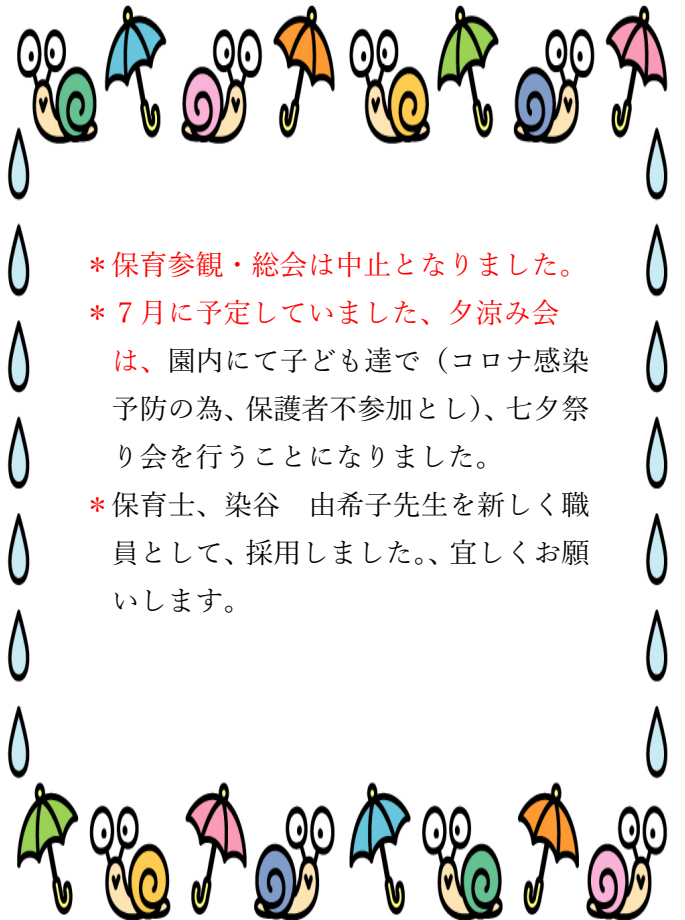 ＊保育参観・総会は中止となりました。
＊７月に予定していました、夕涼み会
は、園内にて子ども達で（コロナ感染
予防の為、保護者不参加とし）、七夕祭
り会を行うことになりました。
＊保育士、染谷　由希子先生を新しく職
員として、採用しました。、宜しくお願
いします。